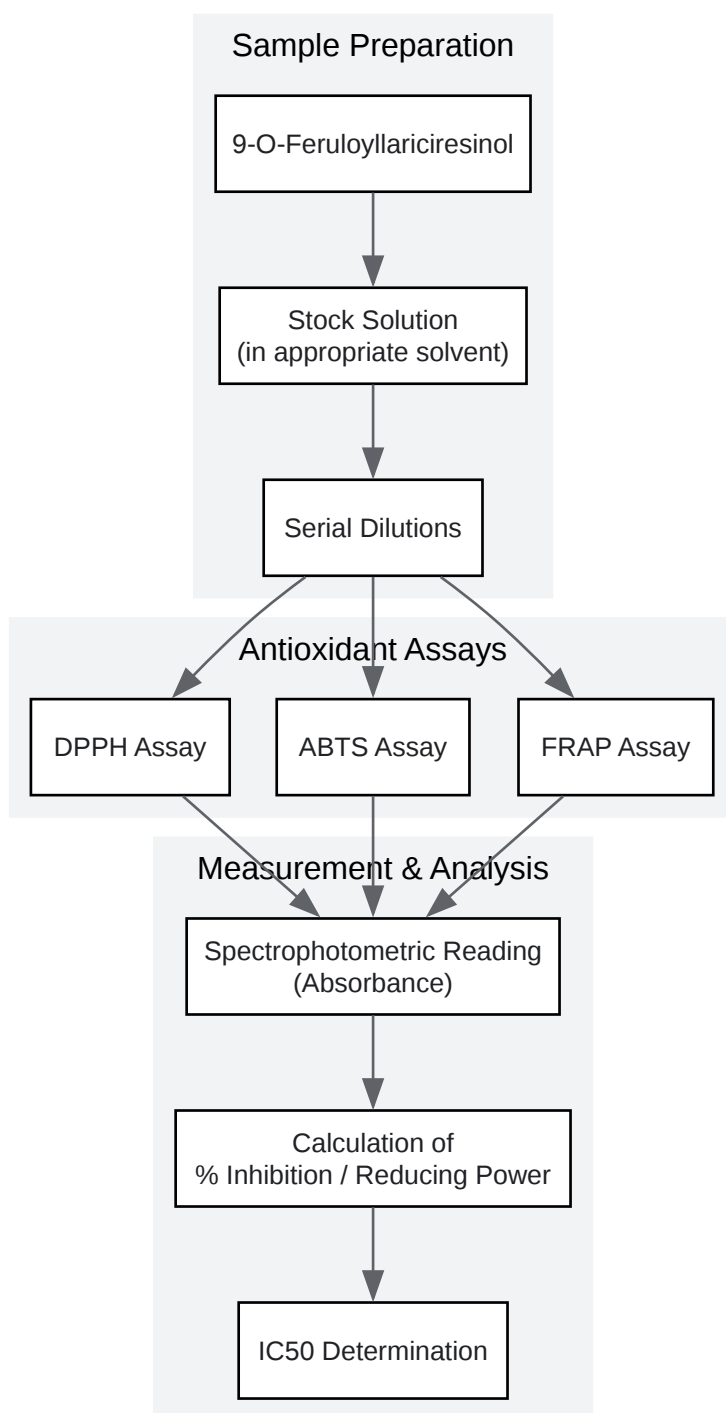 Sample Preparation
9-O-Feruloyllariciresinol
Stock Solution
(in appropriate solvent)
Serial Dilutions
Antioxidant Assays
DPPH Assay
ABTS Assay
FRAP Assay
Measurement & Analysis
Spectrophotometric Reading
(Absorbance)
Calculation of
% Inhibition / Reducing Power
IC50 Determination